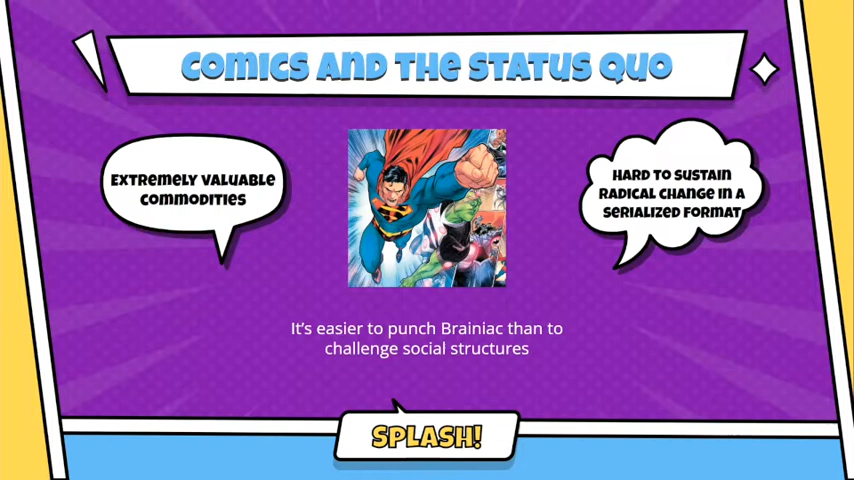 COMICS AND THE STATUS QUO
EXTREMELY VALUABLE
COMMODITIES
HARD TO SUSTAIN
RADICAL CHANGE IN A
SERIALIZED FORMAT
It's easier to punch Brainiac than to
challenge social structures
SPLASH!